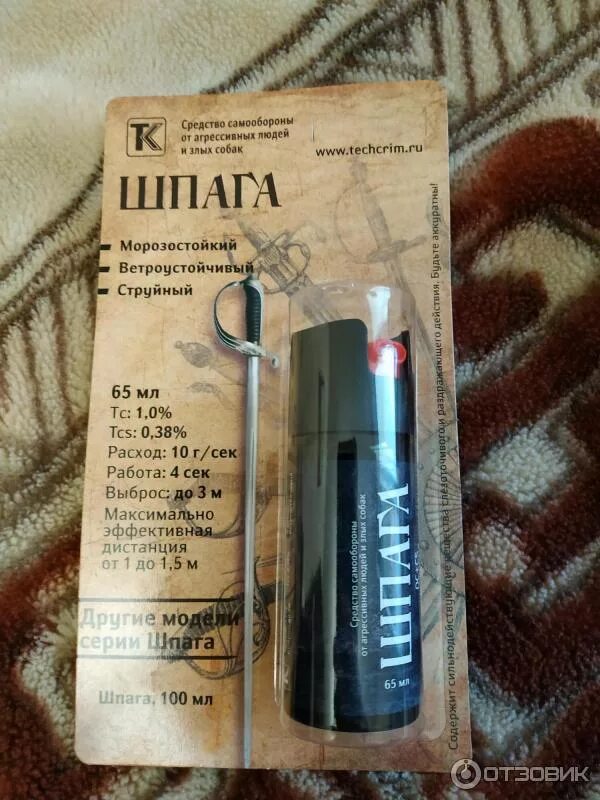 ТК
Средство самообороны
от агрессивных людей
и злых собак
www.techcrim.ru
ШПАГА
Морозостойкий
Ветроустойчивый
Струйный
65 мл
Tc: 1,0%
Tcs: 0,38%
Расход: 10 г/сек
Работа: 4 сек
Выброс: до 3 м
Максимально
эффективная
дистанция
от 1 до 1,5 м
Другие модели
серии Шпага
Шпага, 100 мл
Средство самообороны
от агрессивных людей и злых собак
ШПАГА
65 мл
Содержит сильнодействующие вещества слезоточивого и раздражающего действия. Будьте аккуратны!
ОТЗОВИК